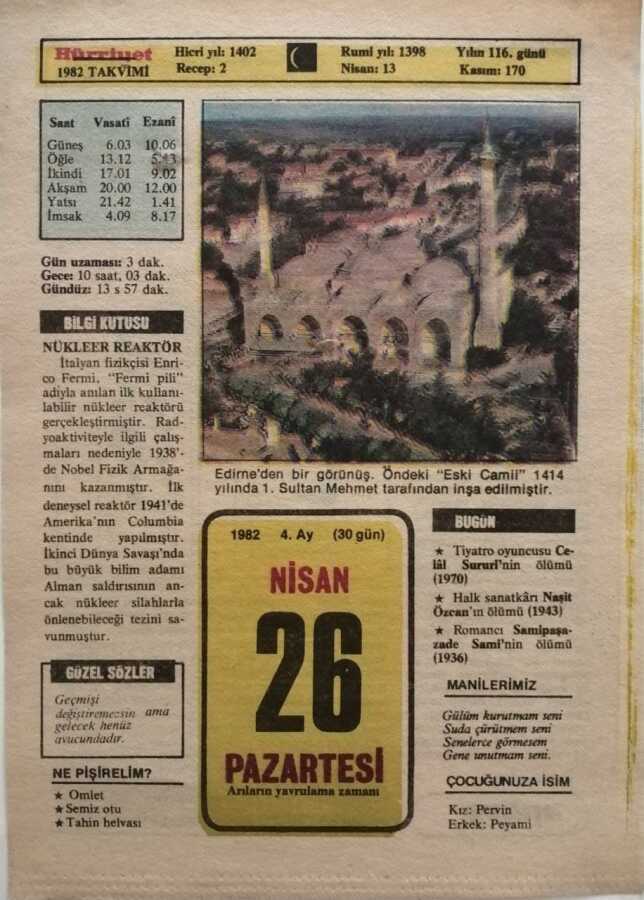 Hürriyet
1982 TAKVİMİ
Hicri yıl: 1402
Recep: 2
Rumi yıl: 1398
Nisan: 13
Yılın 116. günü
Kasım: 170
Saat Vasatî Ezanî
Güneş 6.03 10.06
Öğle 13.12 5.13
İkindi 17.01 9.02
Akşam 20.00 12.00
Yatsı 21.42 1.41
İmsak 4.09 8.17
Gün uzaması: 3 dak.
Gece: 10 saat, 03 dak.
Gündüz: 13 s 57 dak.
BİLGİ KUTUSU
NÜKLEER REAKTÖR
İtalyan fizikçisi Enri-
co Fermi, "Fermi pili"
adıyla anılan ilk kullanı-
labilir nükleer reaktörü
gerçekleştirmiştir. Rad-
yoaktiviteyle ilgili çalış-
maları nedeniyle 1938'-
de Nobel Fizik Armağa-
nını kazanmıştır. İlk
deneysel reaktör 1941'de
Amerika'nın Columbia
kentinde yapılmıştır.
İkinci Dünya Savaşı'nda
bu büyük bilim adamı
Alman saldırısının an-
cak nükleer silahlarla
önlenebileceği tezini sa-
vunmuştur.
GÜZEL SÖZLER
Geçmişi
değiştiremezsin ama
gelecek henüz
avucundadır.
NE PİŞİRELİM?
★ Omlet
★ Semiz otu
★ Tahin helvası
Edirne'den bir görünüş. Öndeki "Eski Camii" 1414
yılında 1. Sultan Mehmet tarafından inşa edilmiştir.
1982 4. Ay (30 gün)
NİSAN
26
PAZARTESİ
Arıların yavrulama zamanı
BUGÜN
★ Tiyatro oyuncusu Ce-
lâl Sururî'nin ölümü
(1970)
★ Halk sanatkârı Naşit
Özcan'ın ölümü (1943)
★ Romancı Samipaşa-
zade Sami'nin ölümü
(1936)
MANİLERİMİZ
Gülüm kurutmam seni
Suda çürütmem seni
Senelerce görmesem
Gene unutmam seni.
ÇOCUĞUNUZA İSİM
Kız: Pervin
Erkek: Peyami